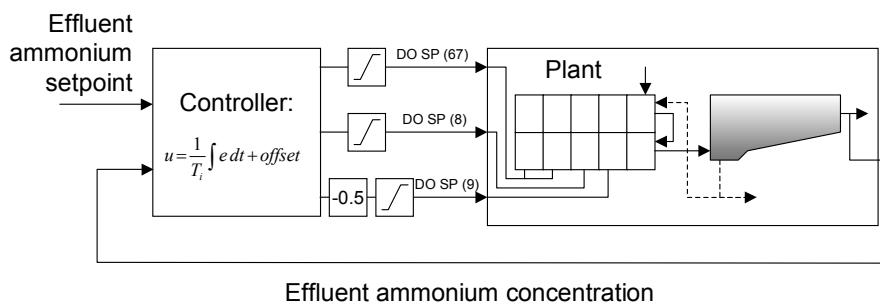 Effluent
ammonium
setpoint
Controller:
u = 1/T_i ∫ e dt + offset
DO SP (67)
DO SP (8)
-0.5
DO SP (9)
Plant
Effluent ammonium concentration